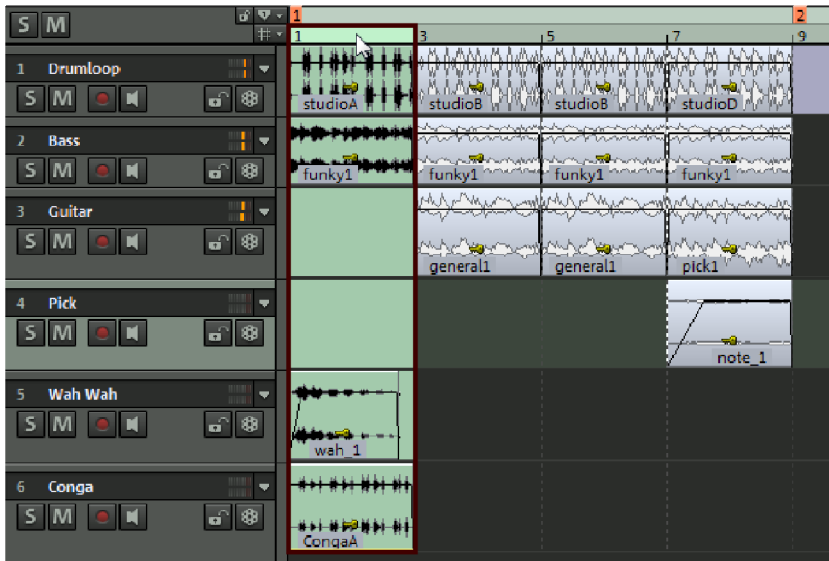 S M
1 2
1 3 5 7 9
1 Drumloop
S M
studioA studioB studioB studioD
2 Bass
S M
funky1 funky1 funky1 funky1
3 Guitar
S M
general1 general1 pick1
4 Pick
S M
note_1
5 Wah Wah
S M
wah_1
6 Conga
S M
CongaA